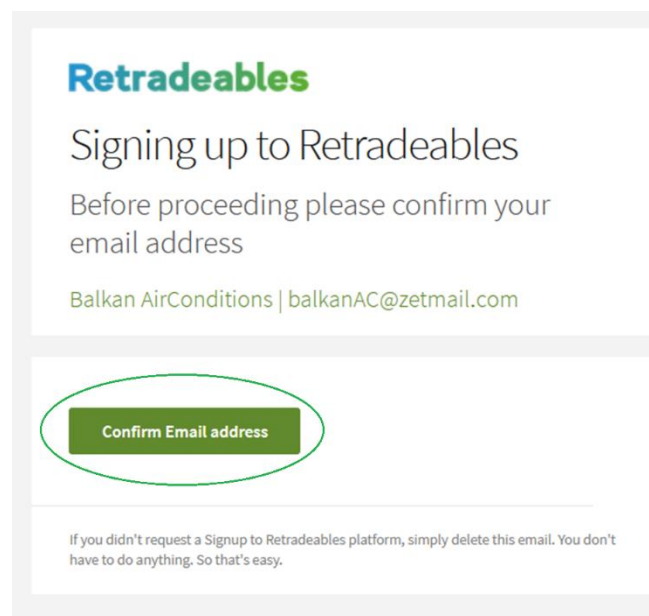 Retradeables
Signing up to Retradeables
Before proceeding please confirm your
email address
Balkan AirConditions | balkanAC@zetmail.com
Confirm Email address
If you didn't request a Signup to Retradeables platform, simply delete this email. You don't
have to do anything. So that's easy.